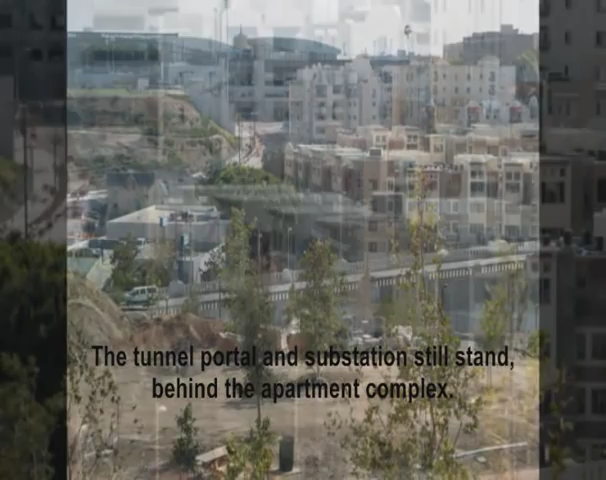 The tunnel portal and substation still stand,
behind the apartment complex.